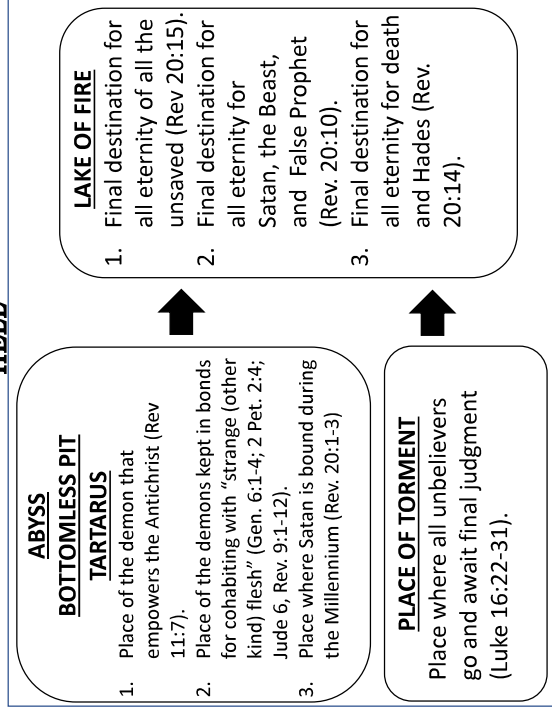 HELL
ABYSS
BOTTOMLESS PIT
TARTARUS
1. Place of the demon that
empowers the Antichrist (Rev
11:7).
2. Place of the demons kept in bonds
for cohabiting with “strange (other
kind) flesh” (Gen. 6:1-4; 2 Pet. 2:4;
Jude 6, Rev. 9:1-12).
3. Place where Satan is bound during
the Millennium (Rev. 20:1-3)
PLACE OF TORMENT
Place where all unbelievers
go and await final judgment
(Luke 16:22-31).
LAKE OF FIRE
1. Final destination for
all eternity of all the
unsaved (Rev 20:15).
2. Final destination for
all eternity for
Satan, the Beast,
and False Prophet
(Rev. 20:10).
3. Final destination for
all eternity for death
and Hades (Rev.
20:14).